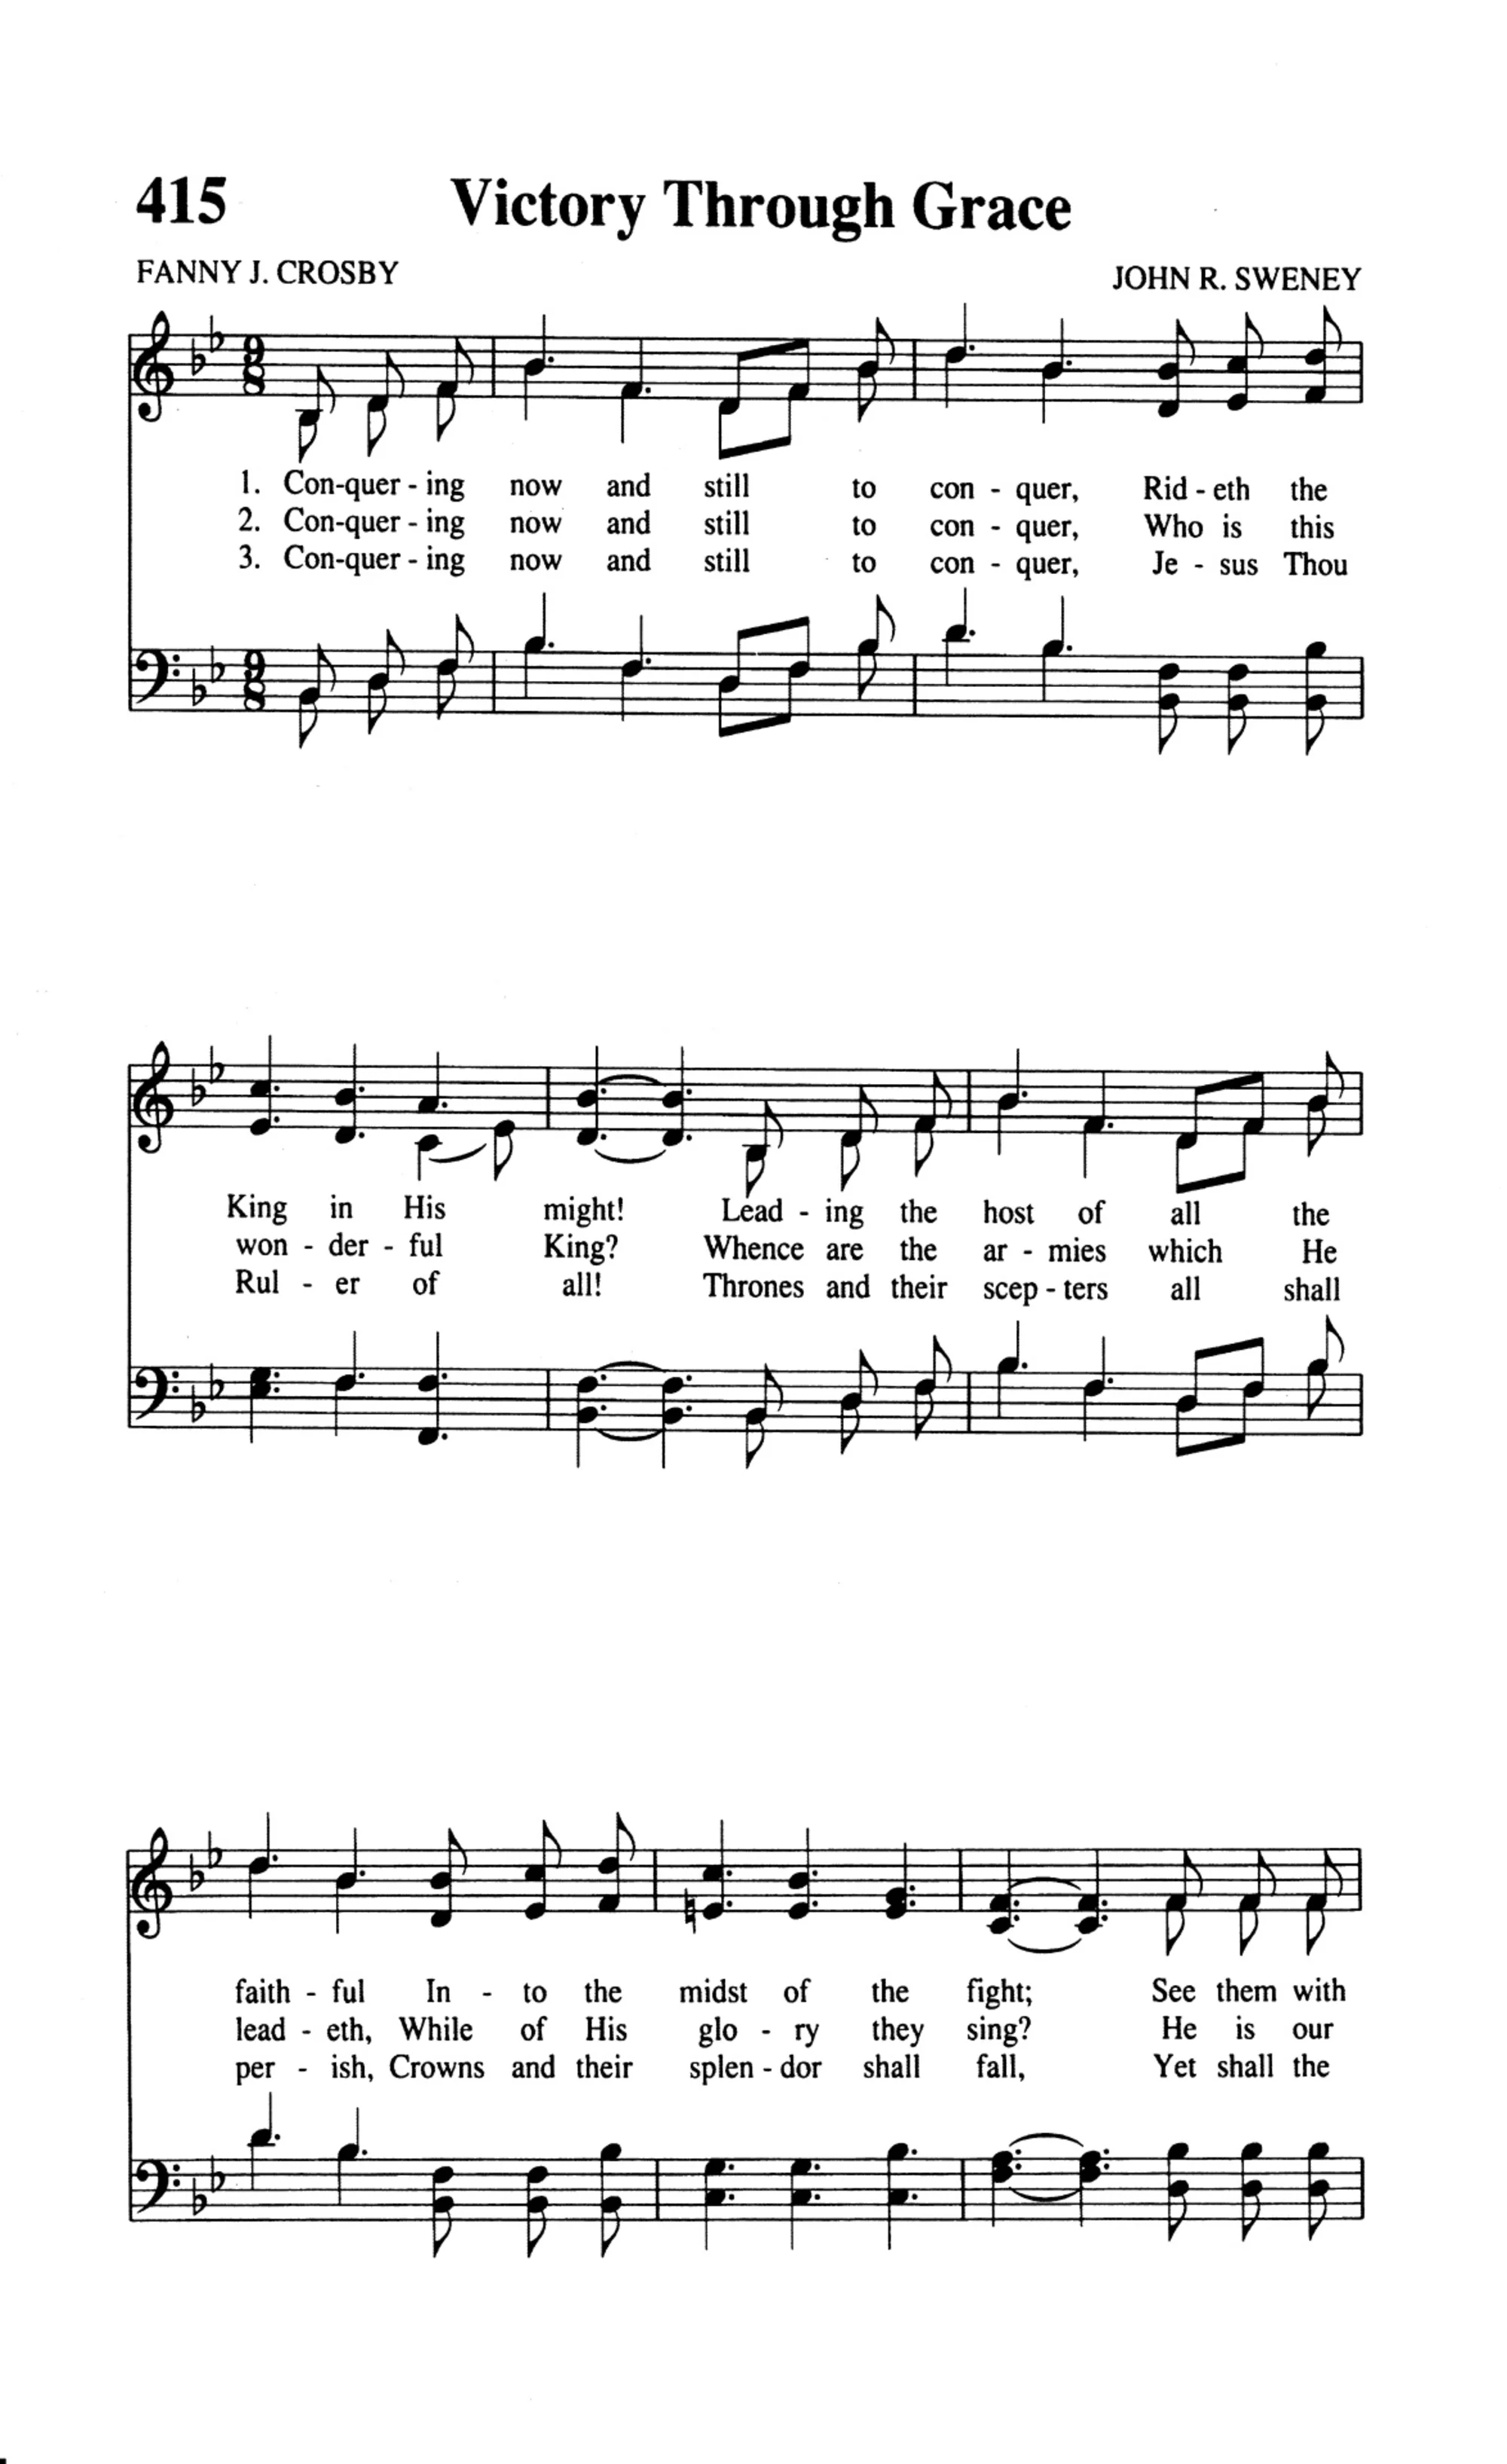 415 Victory Through Grace
FANNY J. CROSBY JOHN R. SWENEY
1. Con-quer - ing now and still to con - quer, Rid - eth the
2. Con-quer - ing now and still to con - quer, Who is this
3. Con-quer - ing now and still to con - quer, Je - sus Thou
King in His might! Lead - ing the host of all the
won - der - ful King? Whence are the ar - mies which He
Rul - er of all! Thrones and their scep - ters all shall
faith - ful In - to the midst of the fight; See them with
lead - eth, While of His glo - ry they sing? He is our
per - ish, Crowns and their splen - dor shall fall, Yet shall the